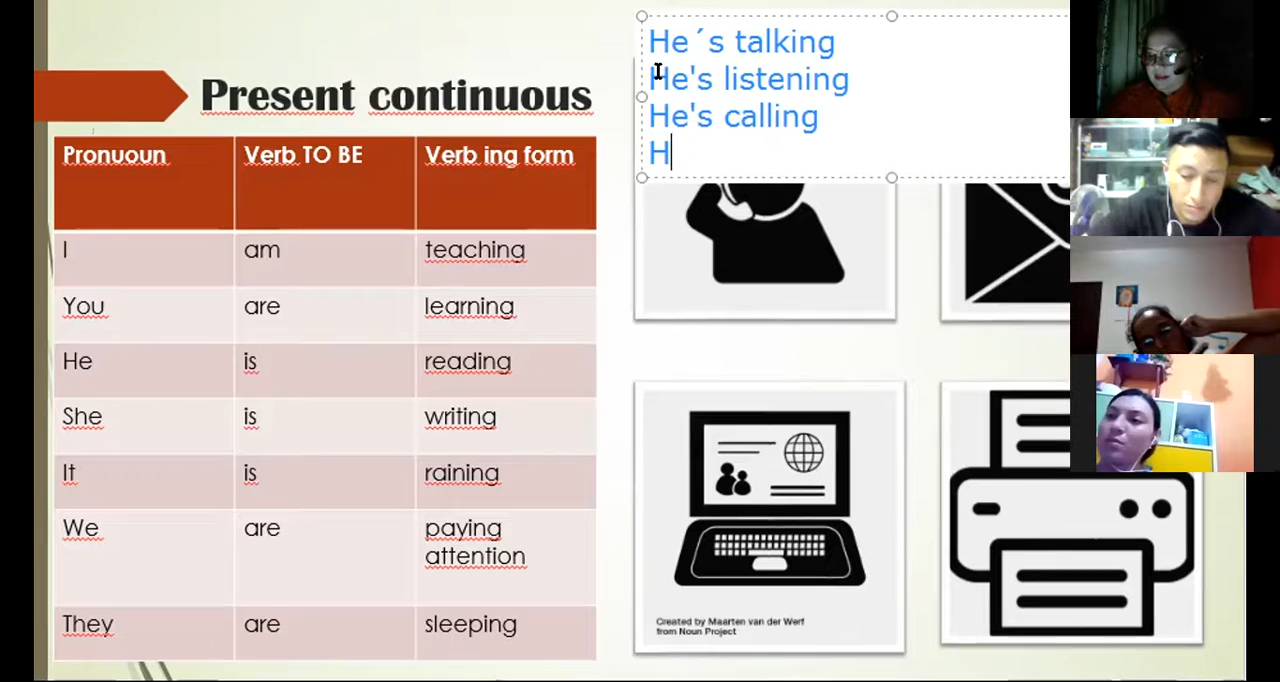 He´s talking
He's listening
He's calling
H
Present continuous
Pronuoun Verb TO BE Verb ing form
I am teaching
You are learning
He is reading
She is writing
It is raining
We are paying
attention
They are sleeping
Created by Maarten van der Werf
from Noun Project